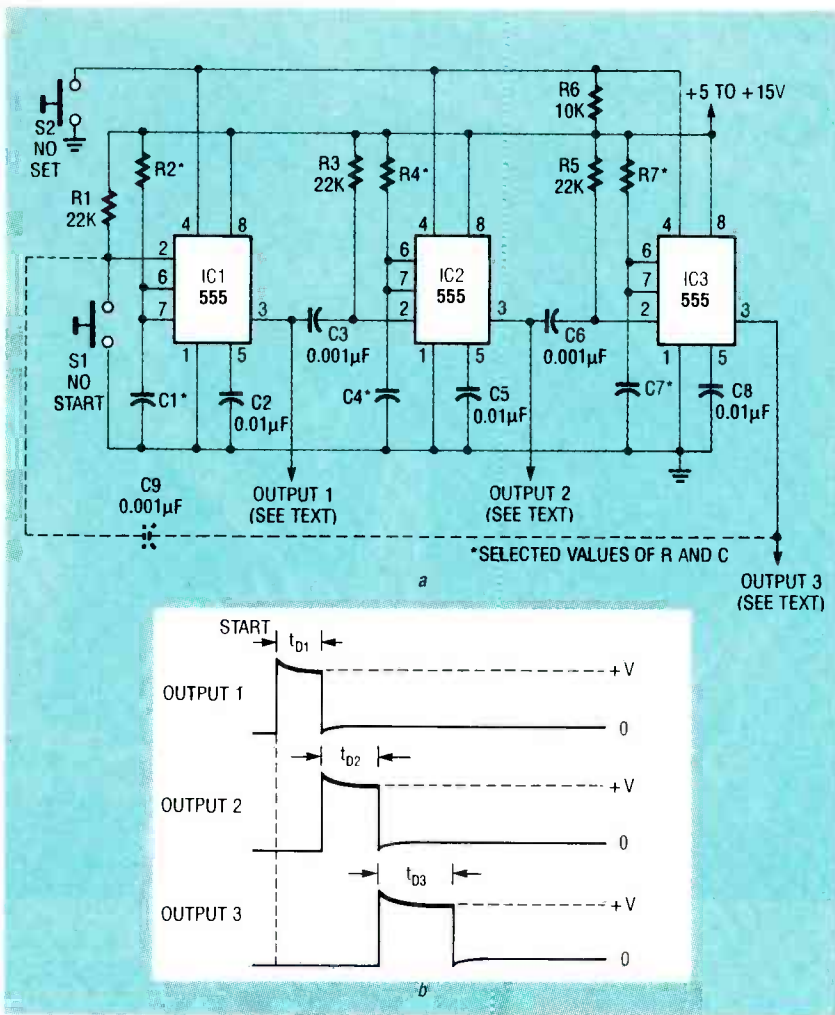 S2
NO
SET
R1
22K
R2*
R3
22K
R4*
R6
10K
R5
22K
R7*
+5 TO +15V
4
8
2
6
7
IC1
555
3
1
5
4
8
6
7
2
IC2
555
3
1
5
4
8
6
7
2
IC3
555
3
1
5
S1
NO
START
C1*
C2
0.01µF
C3
0.001µF
C4*
C5
0.01µF
C6
0.001µF
C7*
C8
0.01µF
C9
0.001µF
OUTPUT 1
(SEE TEXT)
OUTPUT 2
(SEE TEXT)
*SELECTED VALUES OF R AND C
OUTPUT 3
(SEE TEXT)
a
START
tD1
OUTPUT 1
+V
0
tD2
OUTPUT 2
+V
0
tD3
OUTPUT 3
+V
0
b